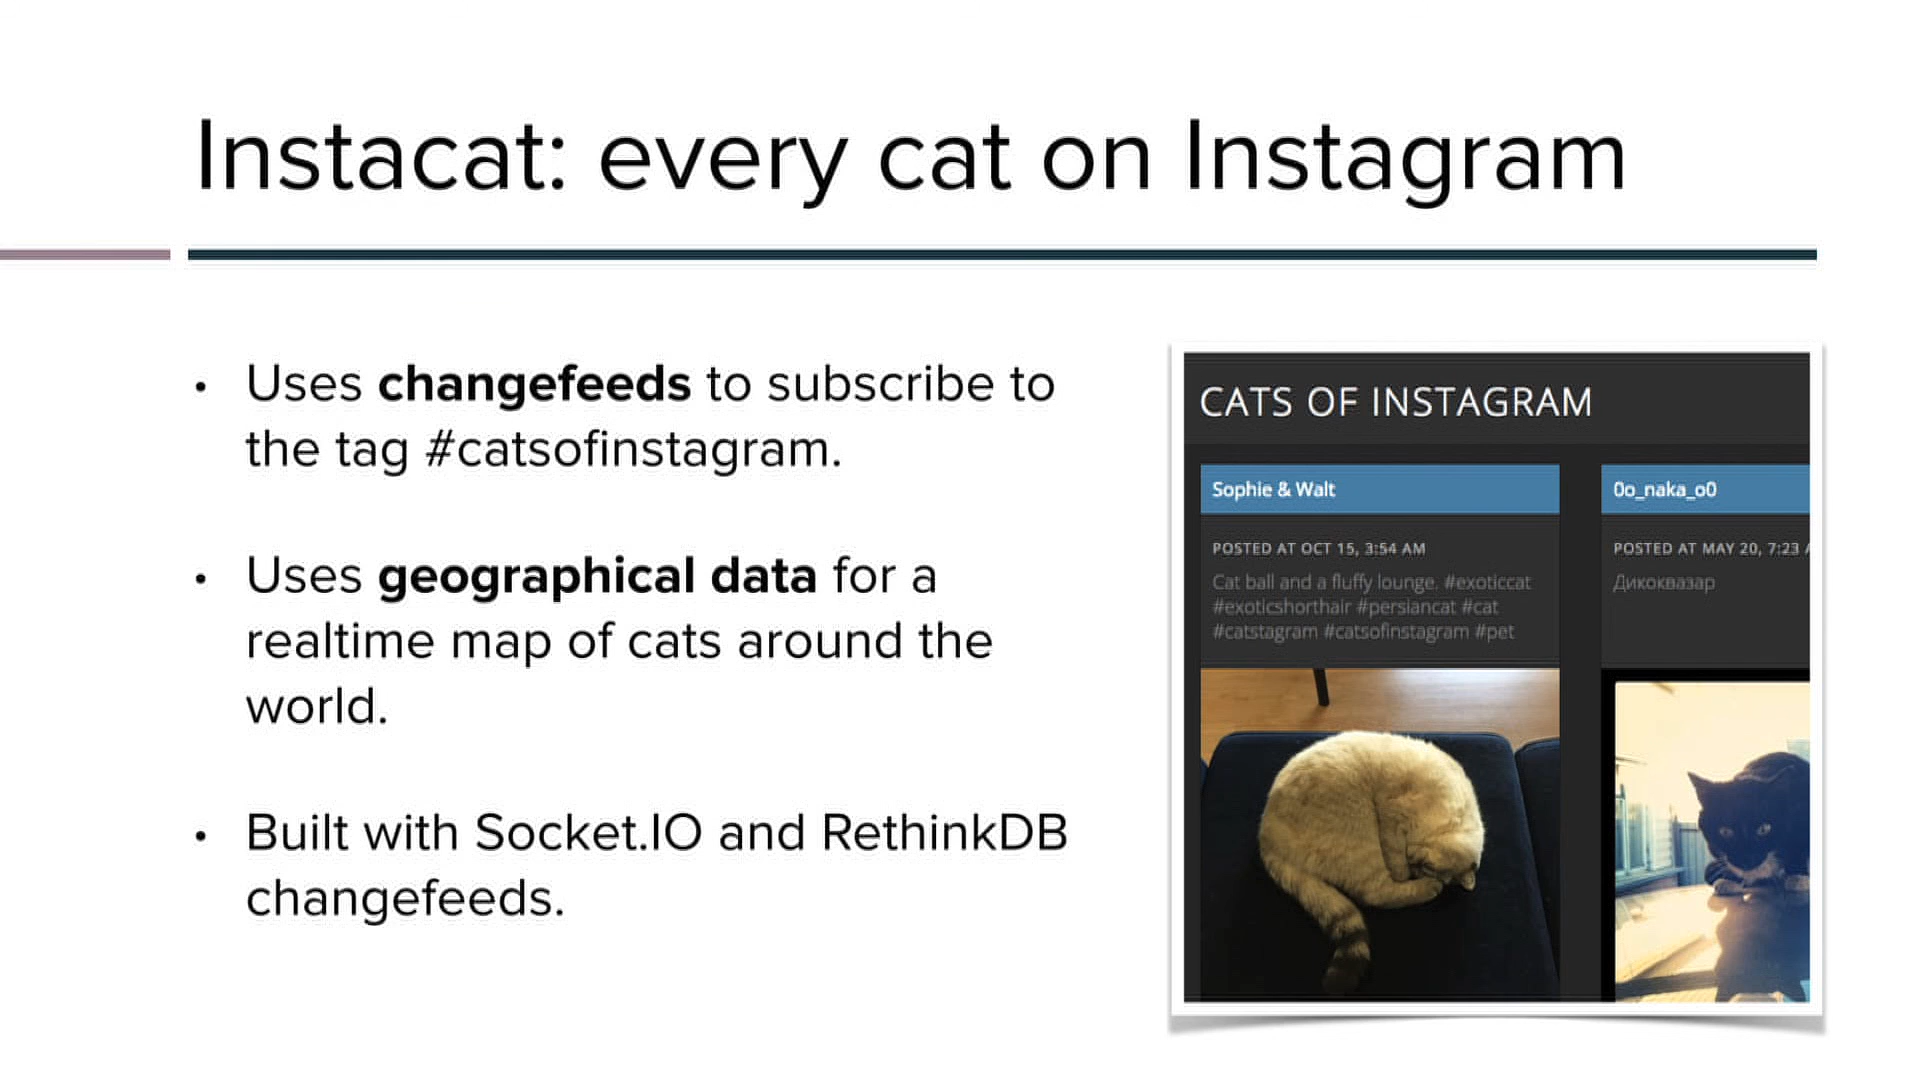 Instacat: every cat on Instagram
• Uses changefeeds to subscribe to
the tag #catsofinstagram.
• Uses geographical data for a
realtime map of cats around the
world.
• Built with Socket.IO and RethinkDB
changefeeds.
CATS OF INSTAGRAM
Sophie & Walt
POSTED AT OCT 15, 3:54 AM
Cat ball and a fluffy lounge. #exoticcat
#exoticshorthair #persiancat #cat
#catstagram #catsofinstagram #pet
0o_naka_o0
POSTED AT MAY 20, 7:23
Дикоквазар